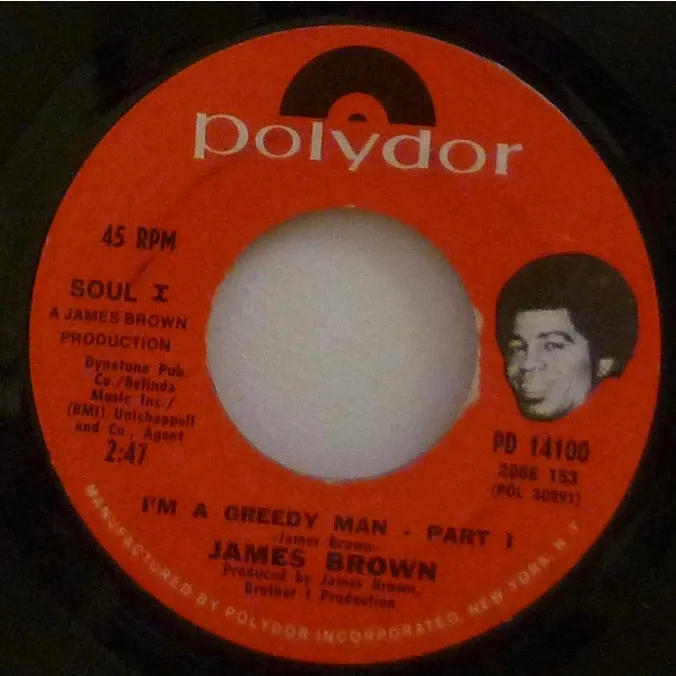 polydor
45 RPM
SOUL I
A JAMES BROWN
PRODUCTION
Dynatone Pub.
Co./Belinda
Music Inc./
(BMI) Unichappell
and Co., Agent
2:47
PD 14100
2066 153
(POL 30891)
I'M A GREEDY MAN - PART 1
-James Brown-
JAMES BROWN
Produced by James Brown,
Brother 1 Production
MANUFACTURED BY POLYDOR INCORPORATED, NEW YORK, N.Y.